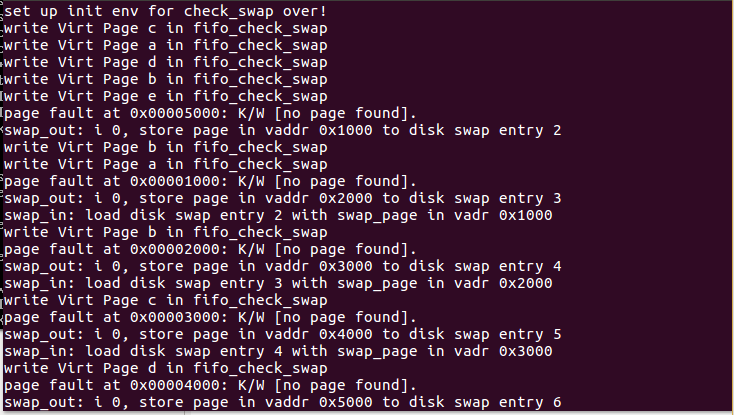 set up init env for check_swap over!
write Virt Page c in fifo_check_swap
write Virt Page a in fifo_check_swap
write Virt Page d in fifo_check_swap
write Virt Page b in fifo_check_swap
write Virt Page e in fifo_check_swap
page fault at 0x00005000: K/W [no page found].
swap_out: i 0, store page in vaddr 0x1000 to disk swap entry 2
write Virt Page b in fifo_check_swap
write Virt Page a in fifo_check_swap
page fault at 0x00001000: K/W [no page found].
swap_out: i 0, store page in vaddr 0x2000 to disk swap entry 3
swap_in: load disk swap entry 2 with swap_page in vadr 0x1000
write Virt Page b in fifo_check_swap
page fault at 0x00002000: K/W [no page found].
swap_out: i 0, store page in vaddr 0x3000 to disk swap entry 4
swap_in: load disk swap entry 3 with swap_page in vadr 0x2000
write Virt Page c in fifo_check_swap
page fault at 0x00003000: K/W [no page found].
swap_out: i 0, store page in vaddr 0x4000 to disk swap entry 5
swap_in: load disk swap entry 4 with swap_page in vadr 0x3000
write Virt Page d in fifo_check_swap
page fault at 0x00004000: K/W [no page found].
swap_out: i 0, store page in vaddr 0x5000 to disk swap entry 6